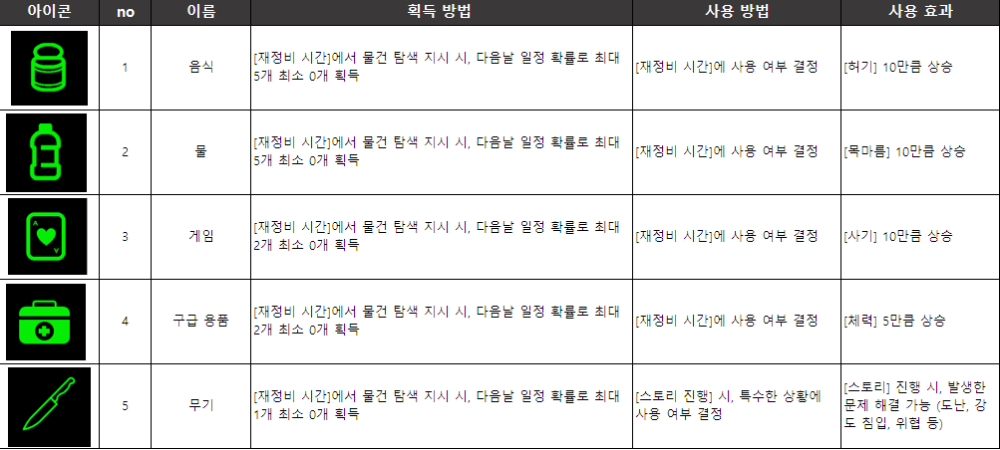 아이콘 no 이름 획득 방법 사용 방법 사용 효과
1 음식 [재정비 시간]에서 물건 탐색 지시 시, 다음날 일정 확률로 최대 [재정비 시간]에 사용 여부 결정 [허기] 10만큼 상승
5개 최소 0개 획득
2 물 [재정비 시간]에서 물건 탐색 지시 시, 다음날 일정 확률로 최대 [재정비 시간]에 사용 여부 결정 [목마름] 10만큼 상승
5개 최소 0개 획득
A
3 게임 [재정비 시간]에서 물건 탐색 지시 시, 다음날 일정 확률로 최대 [재정비 시간]에 사용 여부 결정 [사기] 10만큼 상승
2개 최소 0개 획득
A
4 구급 용품 [재정비 시간]에서 물건 탐색 지시 시, 다음날 일정 확률로 최대 [재정비 시간]에 사용 여부 결정 [체력] 5만큼 상승
2개 최소 0개 획득
5 무기 [재정비 시간]에서 물건 탐색 지시 시, 다음날 일정 확률로 최대
1개 최소 0개 획득
[스토리 진행] 시, 특수한 상황에
사용 여부 결정
[스토리] 진행 시, 발생한
문제 해결 가능 (도난, 강
도 침입, 위협 등)